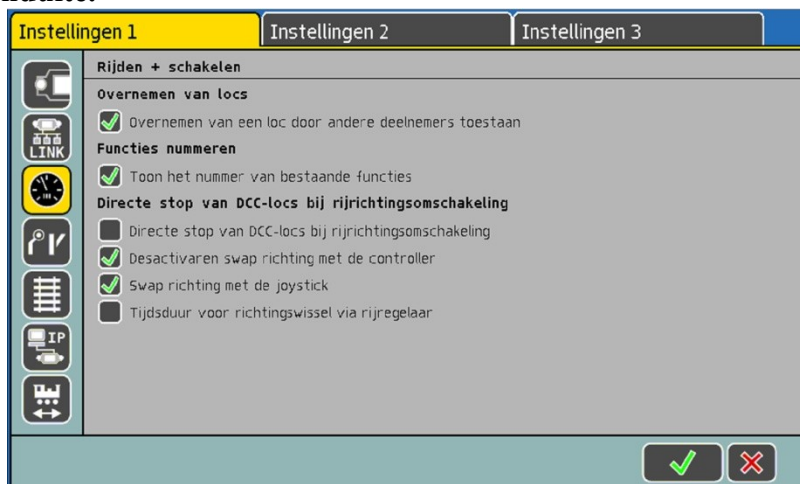 Instellingen 1
Instellingen 2
Instellingen 3
Rijden + schakelen
Overnemen van locs
Overnemen van een loc door andere deelnemers toestaan
LINK
Functies nummeren
Toon het nummer van bestaande functies
Directe stop van DCC-locs bij rijrichtingsomschakeling
Directe stop van DCC-locs bij rijrichtingsomschakeling
Desactivaren swap richting met de controller
Swap richting met de joystick
Tijdsduur voor richtingswissel via rijregelaar
IP